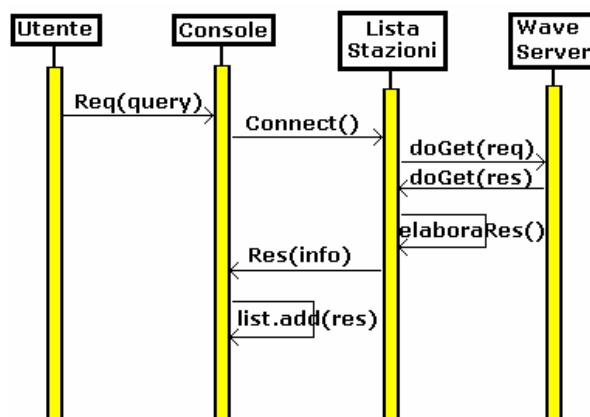 Utente
Console
Lista
Stazioni
Wave
Server
Req(query)
Connect()
doGet(req)
doGet(res)
elaboraRes()
Res(info)
list.add(res)